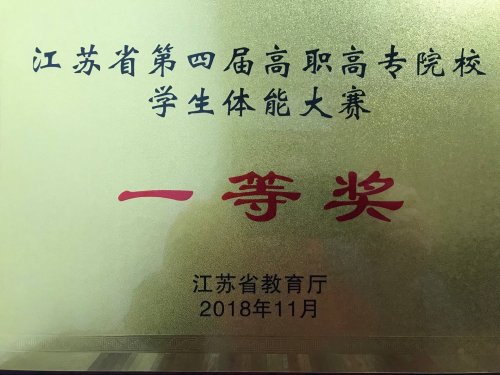 江苏省第四届高职高专院校
学生体能大赛
一等奖
江苏省教育厅
2018年11月